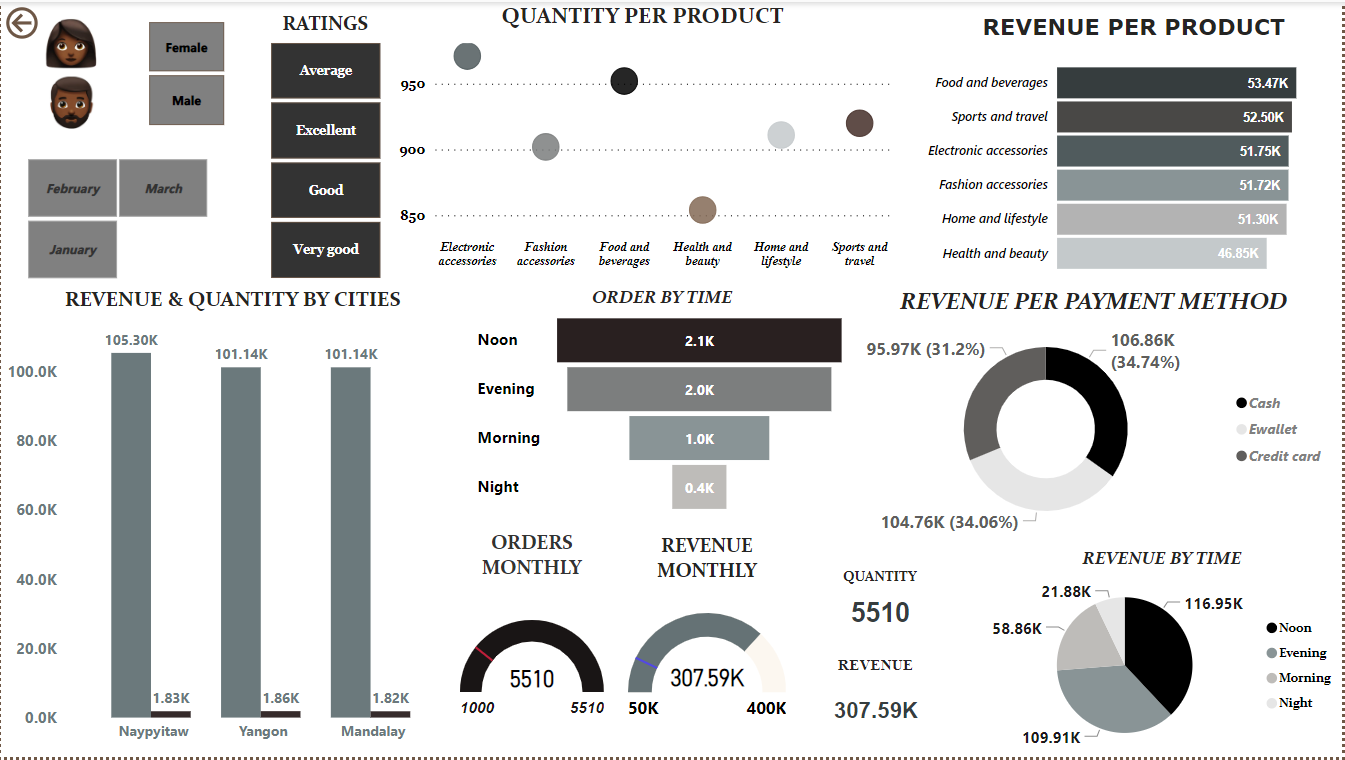 Female
Male
February
March
January
RATINGS
Average
Excellent
Good
Very good
QUANTITY PER PRODUCT
950
900
850
Electronic
accessories
Fashion
accessories
Food and
beverages
Health and
beauty
Home and
lifestyle
Sports and
travel
REVENUE PER PRODUCT
Food and beverages 53.47K
Sports and travel 52.50K
Electronic accessories 51.75K
Fashion accessories 51.72K
Home and lifestyle 51.30K
Health and beauty 46.85K
REVENUE & QUANTITY BY CITIES
105.30K
101.14K
101.14K
100.0K
80.0K
60.0K
40.0K
20.0K
0.0K
1.83K
1.86K
1.82K
Naypyitaw
Yangon
Mandalay
ORDER BY TIME
Noon 2.1K
Evening 2.0K
Morning 1.0K
Night 0.4K
REVENUE PER PAYMENT METHOD
95.97K (31.2%)
106.86K
(34.74%)
104.76K (34.06%)
Cash
Ewallet
Credit card
ORDERS
MONTHLY
5510
1000
5510
REVENUE
MONTHLY
307.59K
50K
400K
QUANTITY
5510
REVENUE
307.59K
REVENUE BY TIME
21.88K
116.95K
58.86K
109.91K
Noon
Evening
Morning
Night